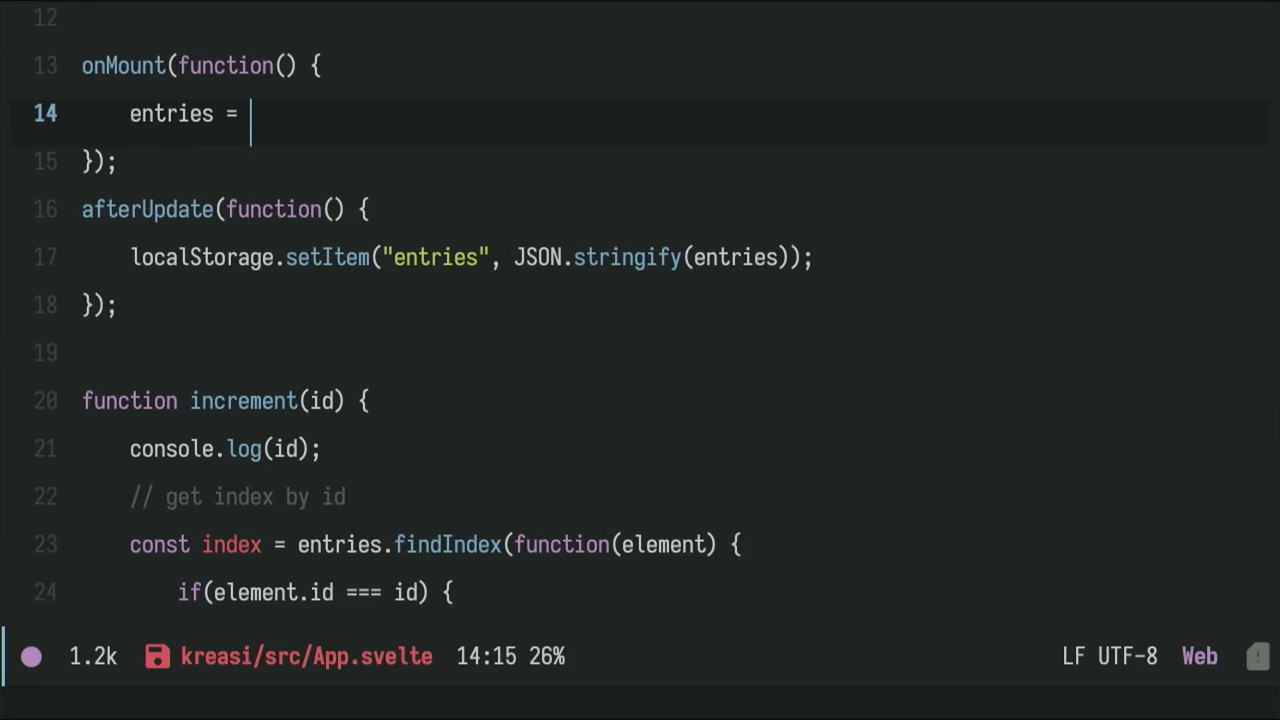 12
13 onMount(function() {
14     entries =
15 });
16 afterUpdate(function() {
17     localStorage.setItem("entries", JSON.stringify(entries));
18 });
19
20 function increment(id) {
21     console.log(id);
22     // get index by id
23     const index = entries.findIndex(function(element) {
24         if(element.id === id) {
1.2k kreasi/src/App.svelte 14:15 26% LF UTF-8 Web